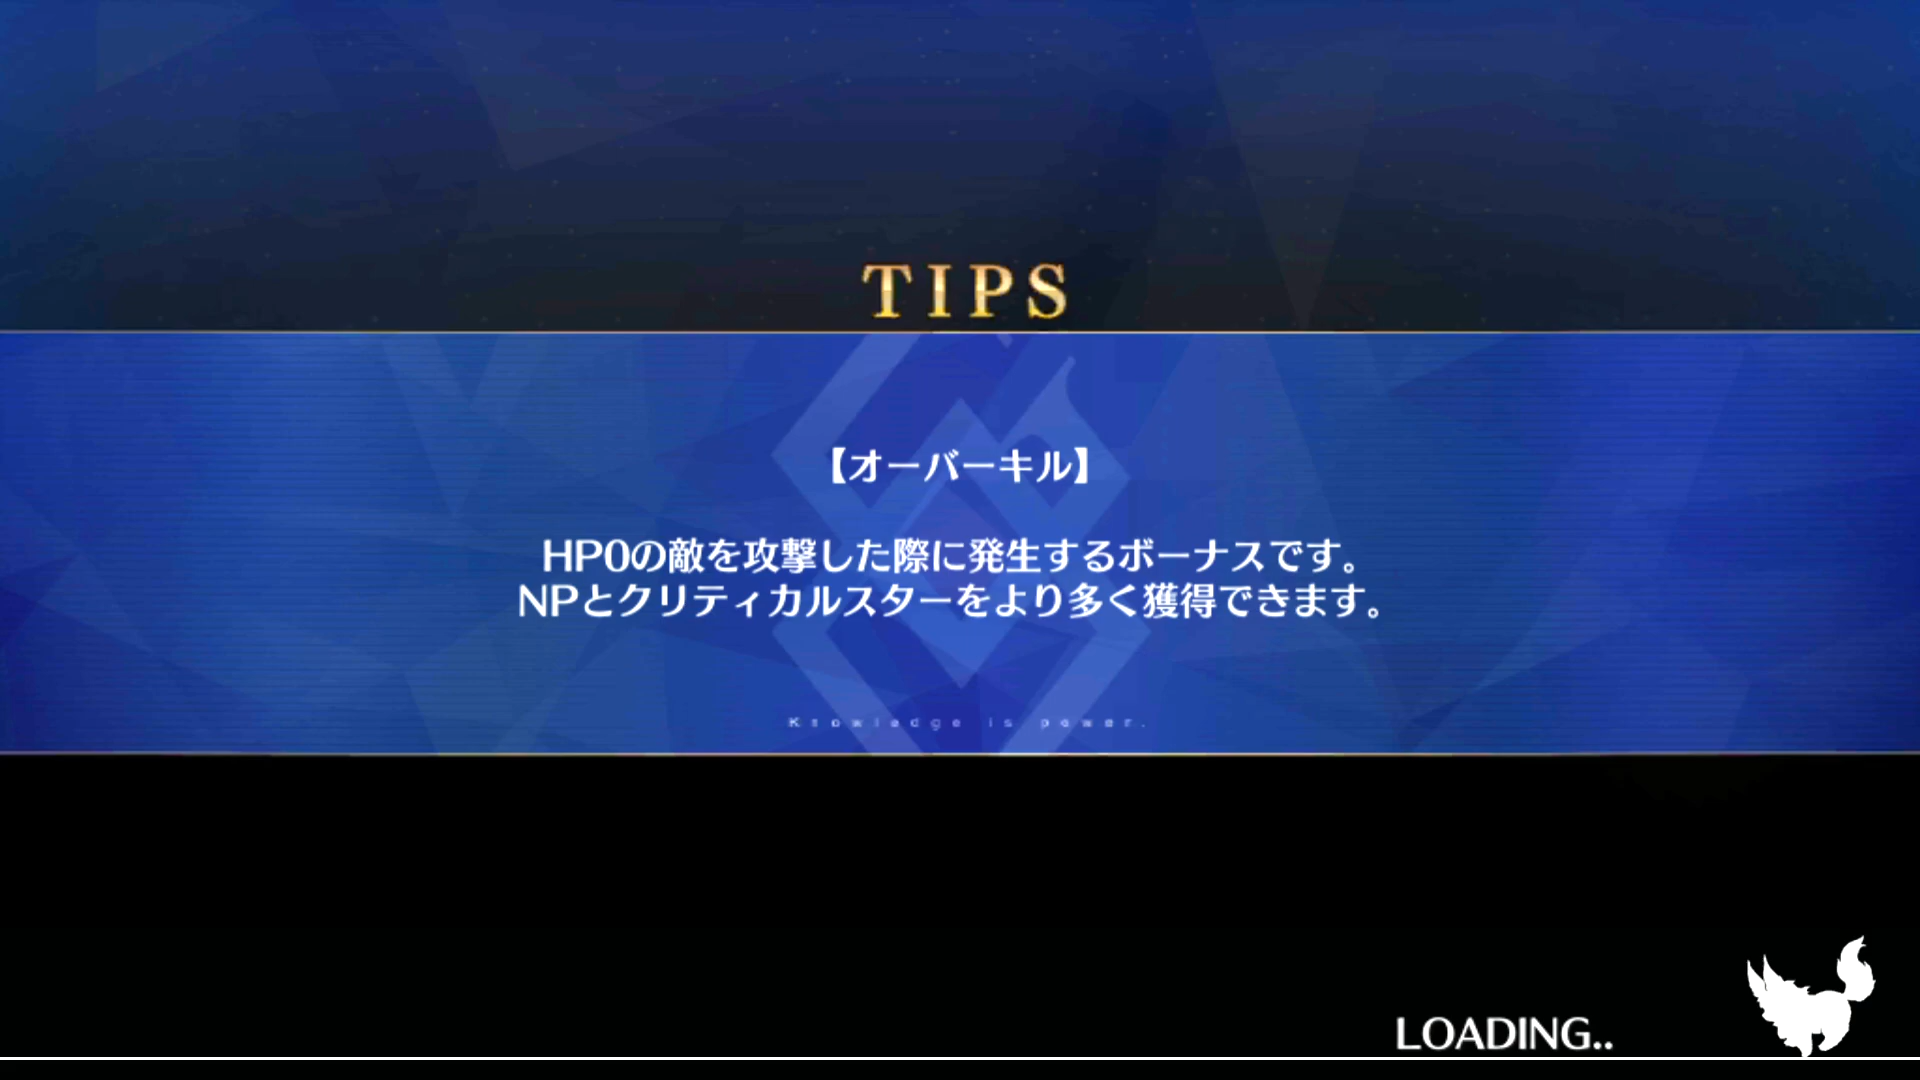 TIPS
【オーバーキル】
HP0の敵を攻撃した際に発生するボーナスです。
NPとクリティカルスターをより多く獲得できます。
Knowledge is power.
LOADING..